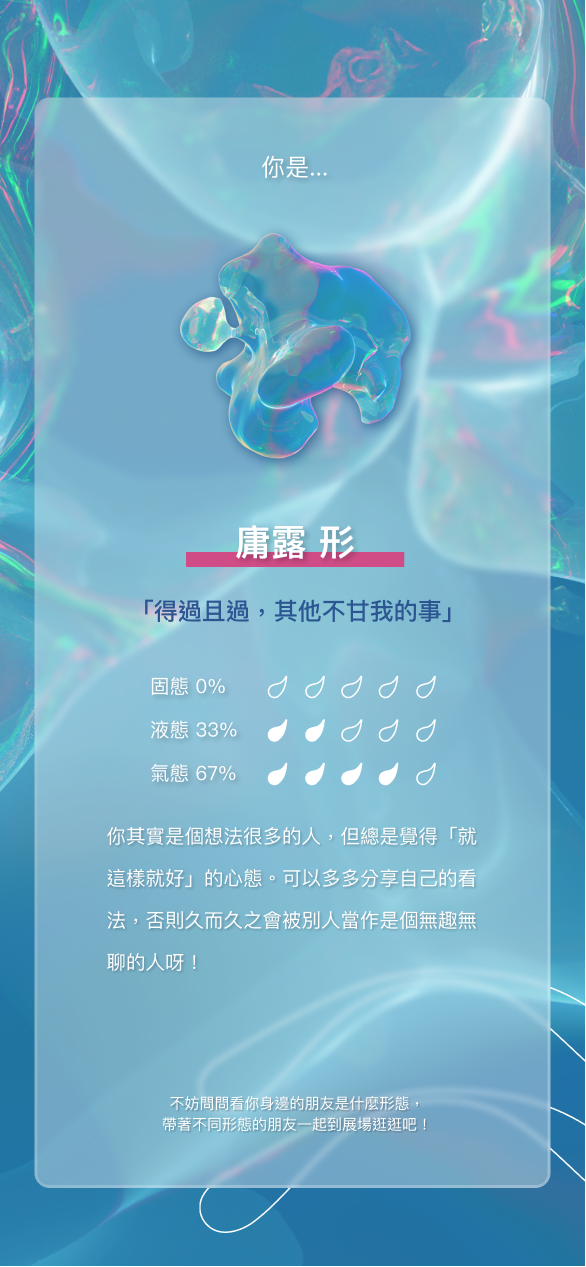 你是...
庸露 形
「得過且過，其他不甘我的事」
固態 0%
液態 33%
氣態 67%
你其實是個想法很多的人，但總是覺得「就
這樣就好」的心態。可以多多分享自己的看
法，否則久而久之會被別人當作是個無趣無
聊的人呀！
不妨問問看你身邊的朋友是什麼形態，
帶著不同形態的朋友一起到展場逛逛吧！